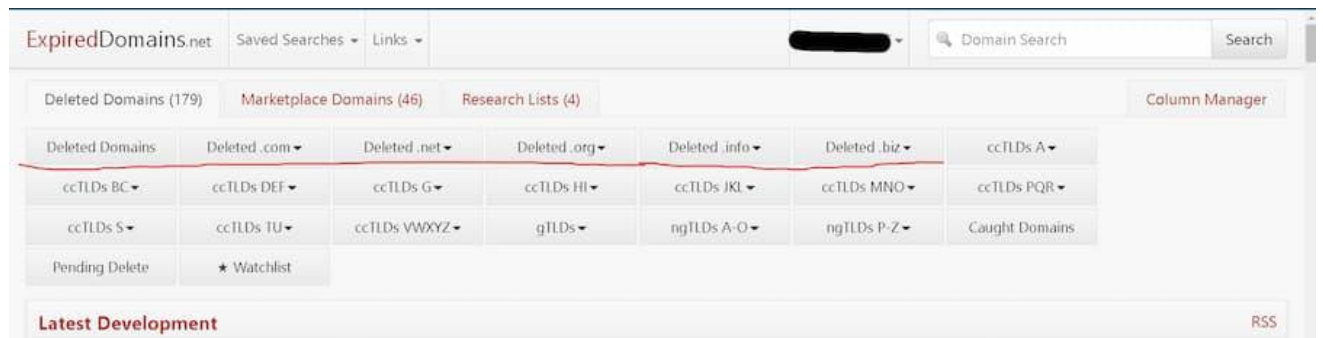 ExpiredDomains.net Saved Searches Links Domain Search Search
Deleted Domains (179) Marketplace Domains (46) Research Lists (4) Column Manager
Deleted Domains Deleted .com Deleted .net Deleted .org Deleted .info Deleted .biz ccTLDs A
ccTLDs BC ccTLDs DEF ccTLDs G ccTLDs HI ccTLDs JKL ccTLDs MNO ccTLDs PQR
ccTLDs S ccTLDs TU ccTLDs VWXYZ gTLDs ngTLDs A-O ngTLDs P-Z Caught Domains
Pending Delete ★ Watchlist
Latest Development RSS